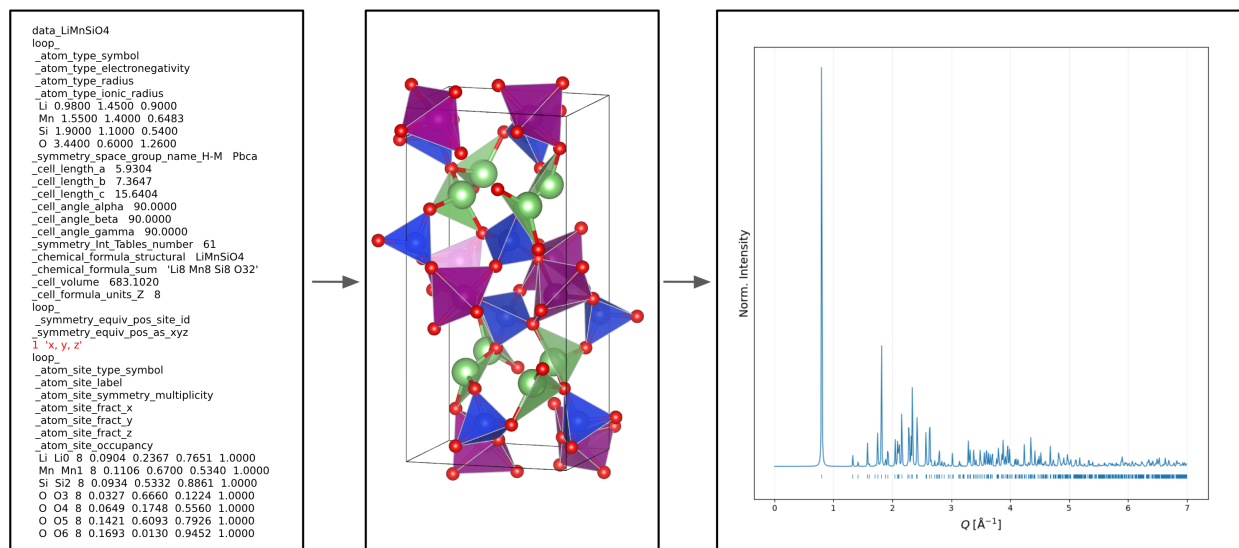 data_LiMnSiO4
loop_
_atom_type_symbol
_atom_type_electronegativity
_atom_type_radius
_atom_type_ionic_radius
Li 0.9800 1.4500 0.9000
Mn 1.5500 1.4000 0.6483
Si 1.9000 1.1000 0.5400
O 3.4400 0.6000 1.2600
_symmetry_space_group_name_H-M Pbca
_cell_length_a 5.9304
_cell_length_b 7.3647
_cell_length_c 15.6404
_cell_angle_alpha 90.0000
_cell_angle_beta 90.0000
_cell_angle_gamma 90.0000
_symmetry_Int_Tables_number 61
_chemical_formula_structural LiMnSiO4
_chemical_formula_sum 'Li8 Mn8 Si8 O32'
_cell_volume 683.1020
_cell_formula_units_Z 8
loop_
_symmetry_equiv_pos_site_id
_symmetry_equiv_pos_as_xyz
1 'x, y, z'
loop_
_atom_site_type_symbol
_atom_site_label
_atom_site_symmetry_multiplicity
_atom_site_fract_x
_atom_site_fract_y
_atom_site_fract_z
_atom_site_occupancy
Li Li0 8 0.0904 0.2367 0.7651 1.0000
Mn Mn1 8 0.1106 0.6700 0.5340 1.0000
Si Si2 8 0.0934 0.5332 0.8861 1.0000
O O3 8 0.0327 0.6660 0.1224 1.0000
O O4 8 0.0649 0.1748 0.5560 1.0000
O O5 8 0.1421 0.6093 0.7926 1.0000
O O6 8 0.1693 0.0130 0.9452 1.0000
Norm. Intensity
0 1 2 3 4 5 6 7
Q [Å⁻¹]